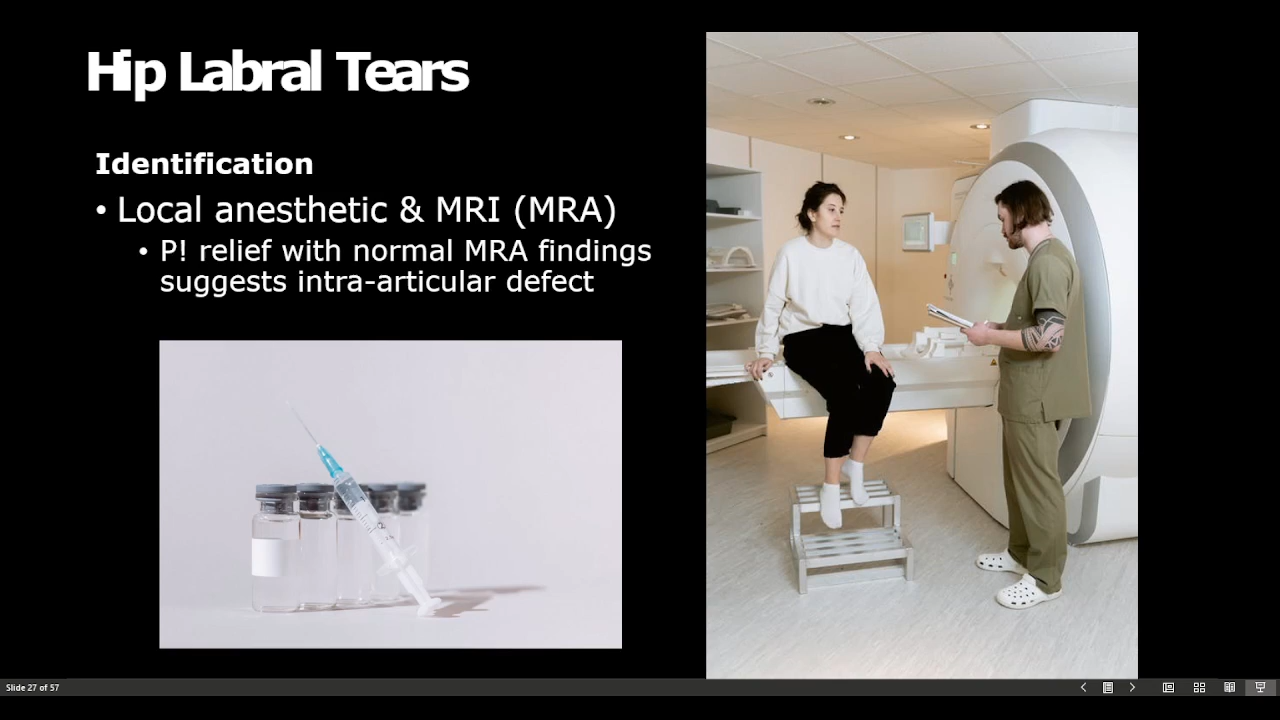 Hip Labral Tears
Identification
• Local anesthetic & MRI (MRA)
• P! relief with normal MRA findings
suggests intra-articular defect
Slide 27 of 57